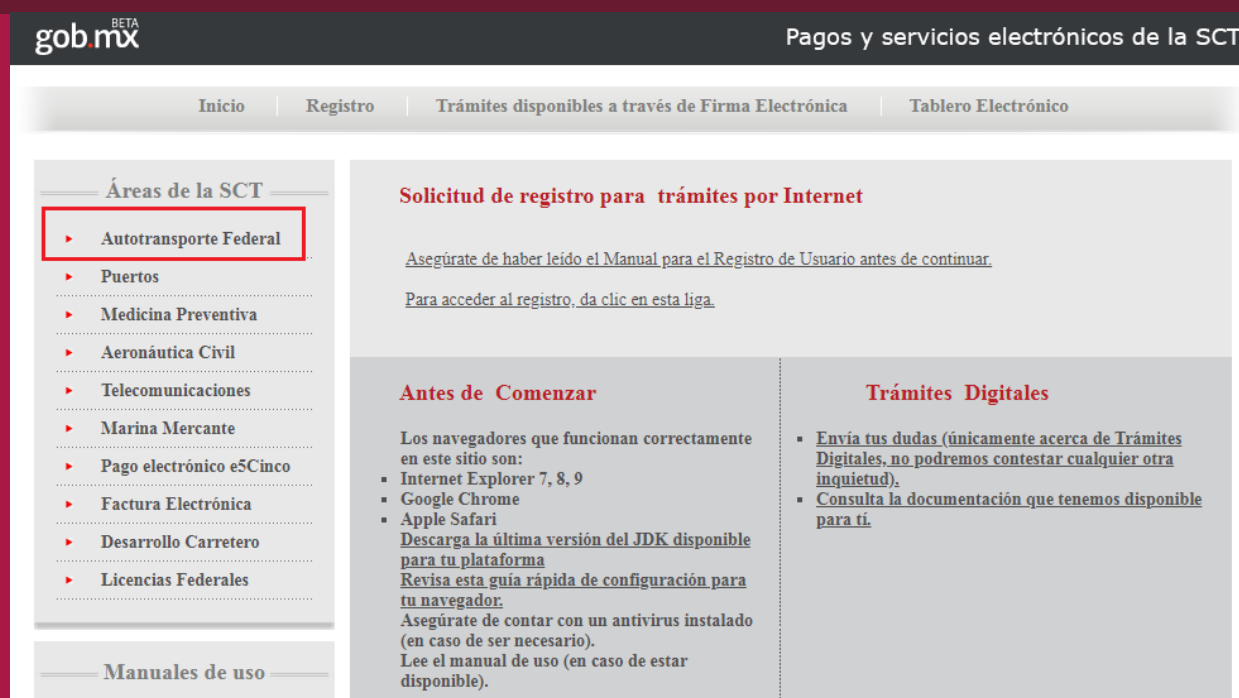 gob.mx BETA
Pagos y servicios electrónicos de la SCT
Inicio
Registro
Trámites disponibles a través de Firma Electrónica
Tablero Electrónico
Áreas de la SCT
Autotransporte Federal
Puertos
Medicina Preventiva
Aeronáutica Civil
Telecomunicaciones
Marina Mercante
Pago electrónico e5Cinco
Factura Electrónica
Desarrollo Carretero
Licencias Federales
Manuales de uso
Solicitud de registro para trámites por Internet
Asegúrate de haber leído el Manual para el Registro de Usuario antes de continuar.
Para acceder al registro, da clic en esta liga.
Antes de Comenzar
Los navegadores que funcionan correctamente
en este sitio son:
Internet Explorer 7, 8, 9
Google Chrome
Apple Safari
Descarga la última versión del JDK disponible
para tu plataforma
Revisa esta guía rápida de configuración para
tu navegador.
Asegúrate de contar con un antivirus instalado
(en caso de ser necesario).
Lee el manual de uso (en caso de estar
disponible).
Trámites Digitales
Envía tus dudas (únicamente acerca de Trámites
Digitales, no podremos contestar cualquier otra
inquietud).
Consulta la documentación que tenemos disponible
para tí.